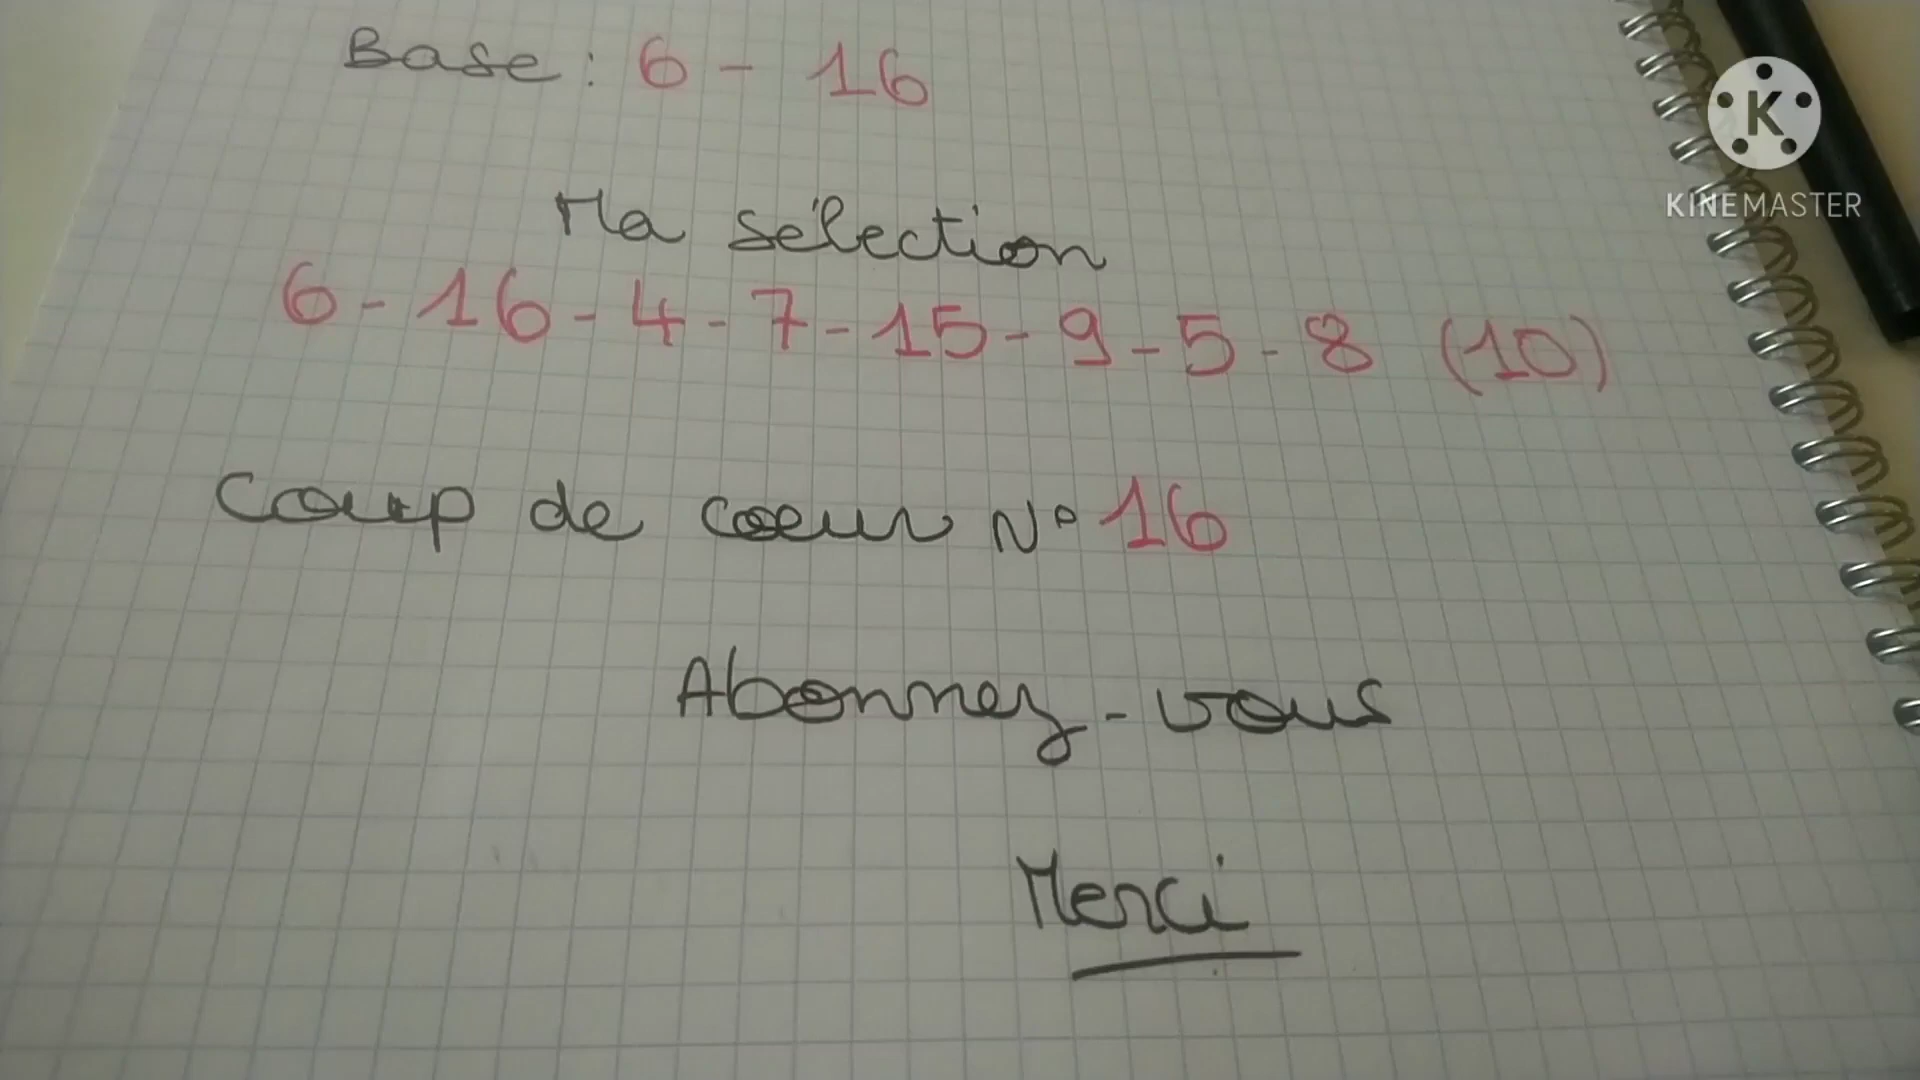 Base : 6 - 16
K
KINEMASTER
Ma sélection
6 - 16 - 4 - 7 - 15 - 9 - 5 - 8 (10)
Coup de coeur N° 16
Abonnez-vous
Merci